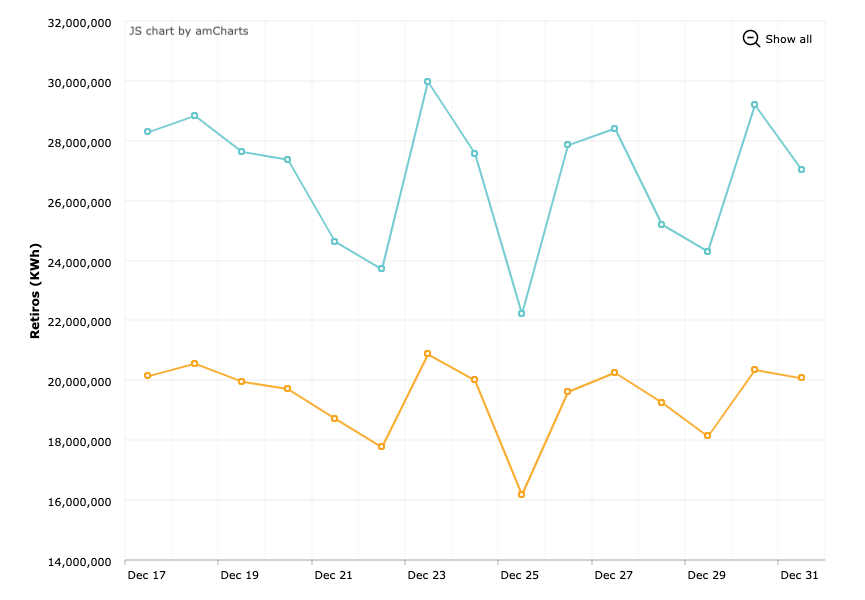 32,000,000
JS chart by amCharts
Show all
30,000,000
28,000,000
26,000,000
24,000,000
Retiros (KWh)
22,000,000
20,000,000
18,000,000
16,000,000
14,000,000
Dec 17 Dec 19 Dec 21 Dec 23 Dec 25 Dec 27 Dec 29 Dec 31